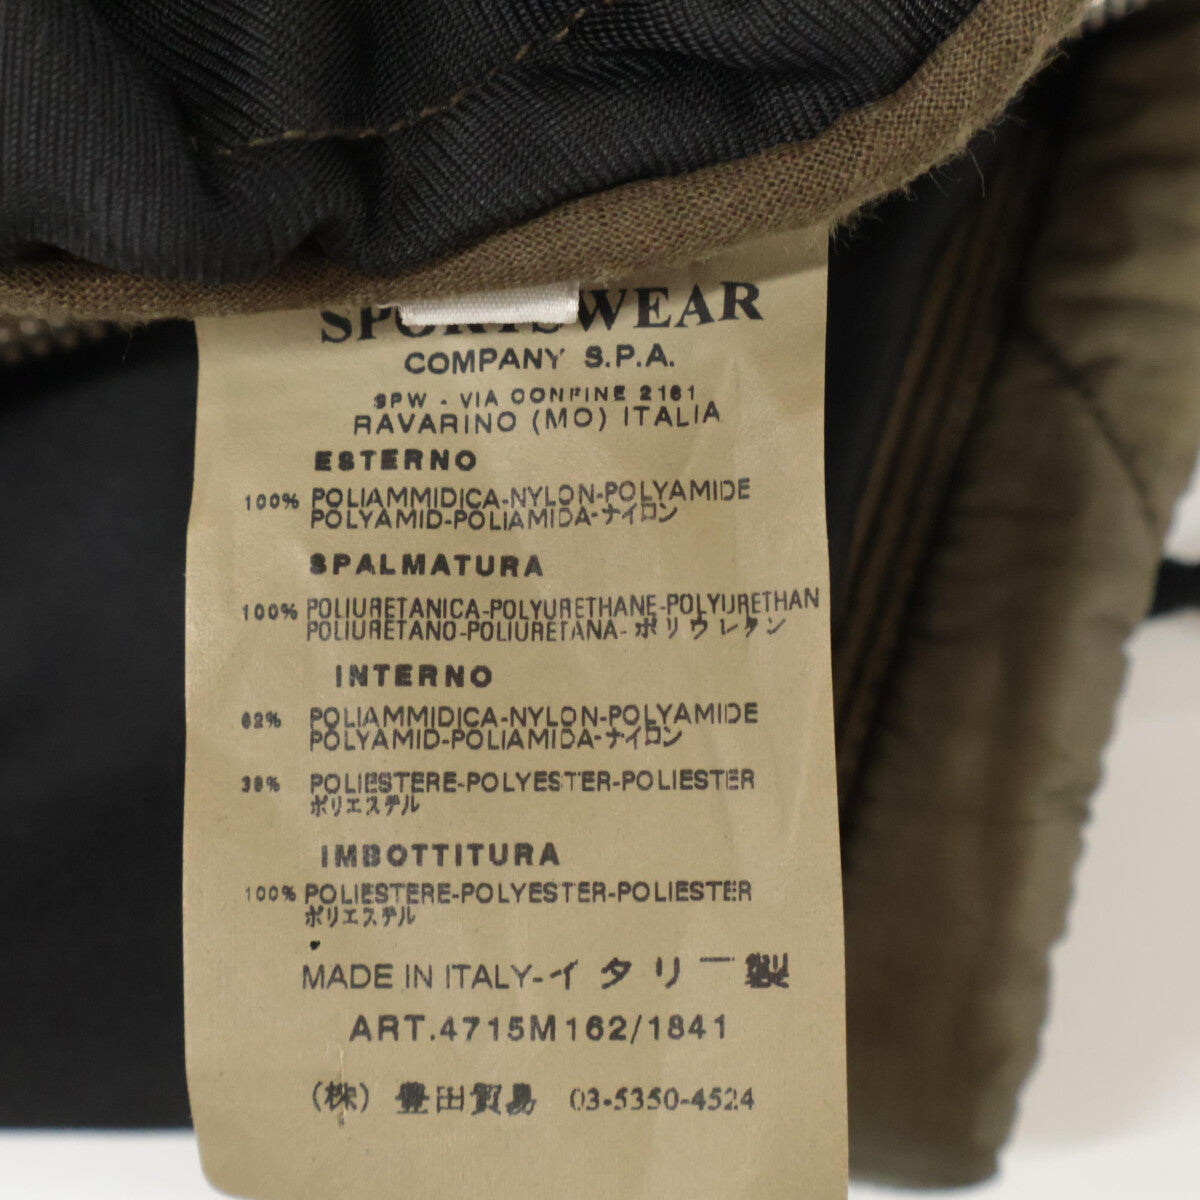 SPORTSWEAR
COMPANY S.P.A.
SPW - VIA CONFINE 2161
RAVARINO (MO) ITALIA
ESTERNO
100% POLIAMMIDICA-NYLON-POLYAMIDE
POLYAMID-POLIAMIDA-ナイロン
SPALMATURA
100% POLIURETANICA-POLYURETHANE-POLYURETHAN
POLIURETANO-POLIURETANA-ポリウレタン
INTERNO
62% POLIAMMIDICA-NYLON-POLYAMIDE
POLYAMID-POLIAMIDA-ナイロン
38% POLIESTERE-POLYESTER-POLIESTER
ポリエステル
IMBOTTITURA
100% POLIESTERE-POLYESTER-POLIESTER
ポリエステル
MADE IN ITALY-イタリー製
ART.4715M162/1841
(株) 豊田貿易 03-5350-4524